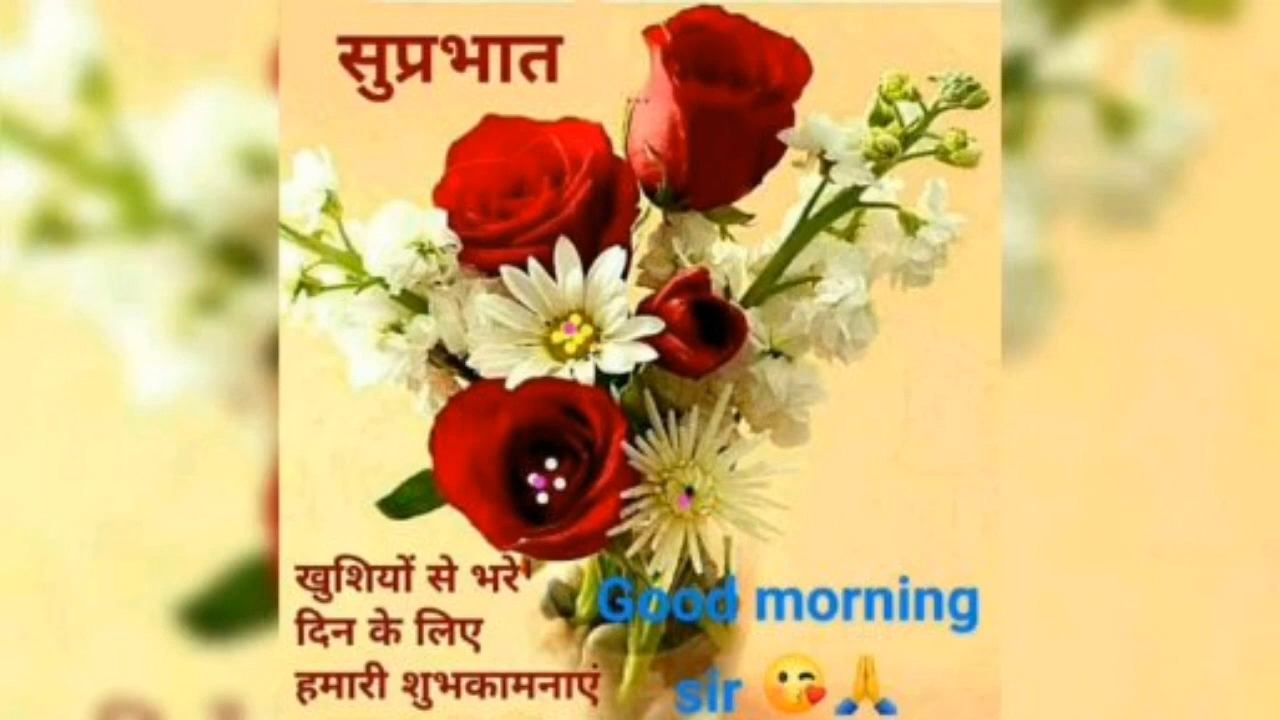 सुप्रभात
खुशियों से भरे
दिन के लिए
हमारी शुभकामनाएं
Good morning
sir 😘🙏